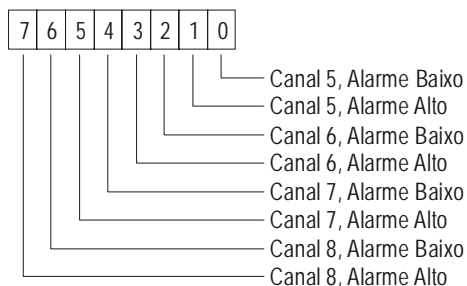 7 6 5 4 3 2 1 0
Canal 5, Alarme Baixo
Canal 5, Alarme Alto
Canal 6, Alarme Baixo
Canal 6, Alarme Alto
Canal 7, Alarme Baixo
Canal 7, Alarme Alto
Canal 8, Alarme Baixo
Canal 8, Alarme Alto